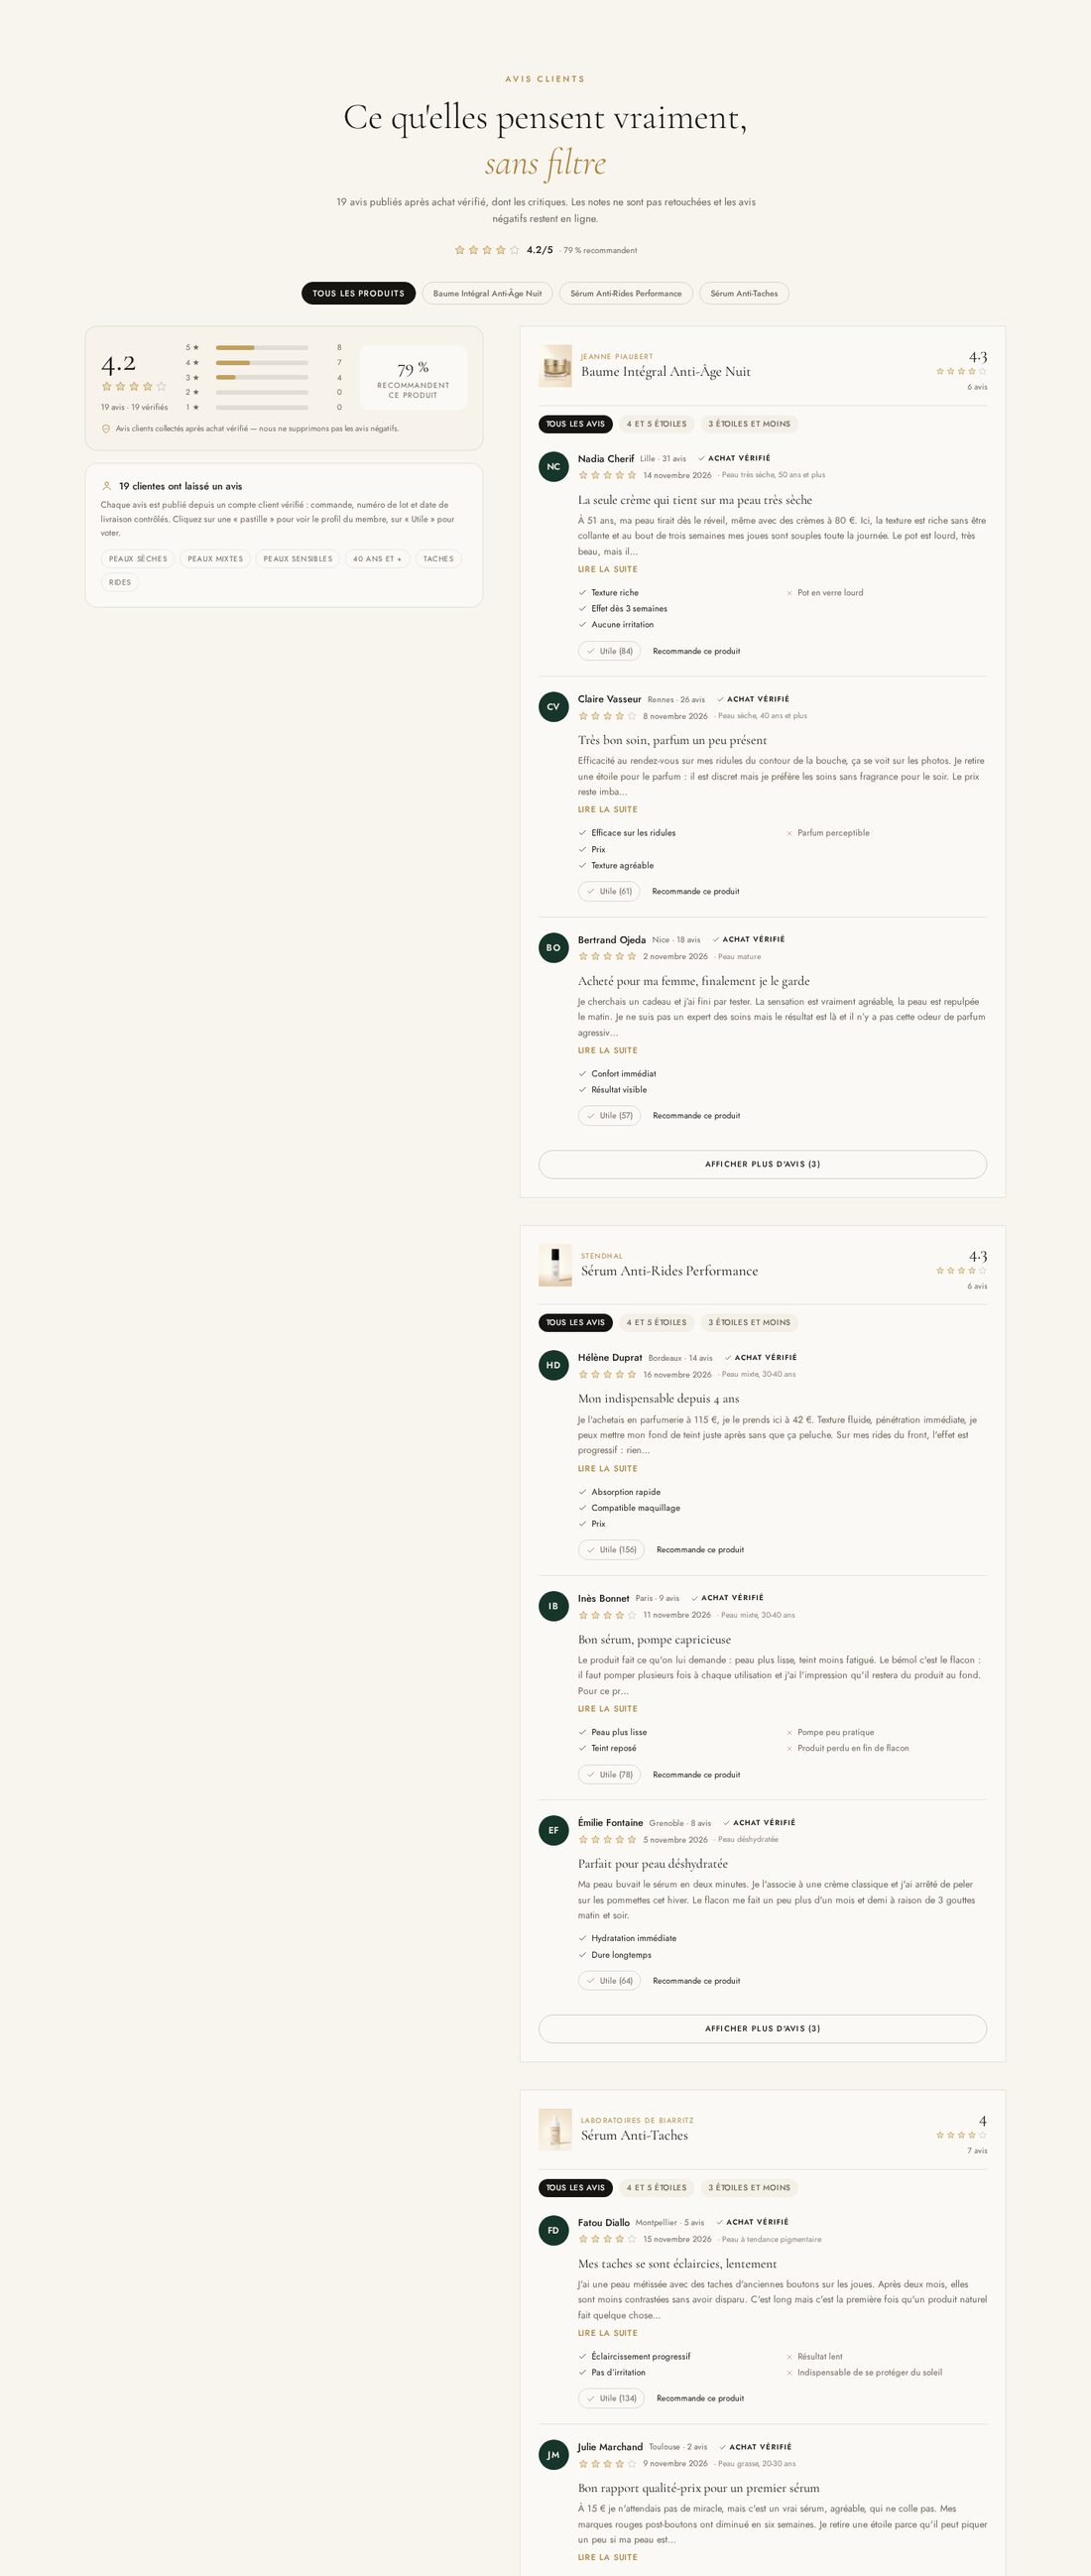 AVIS CLIENTS
Ce qu'elles pensent vraiment,
sans filtre
19 avis publiés après achat vérifié, dont les critiques. Les notes ne sont pas retouchées et les avis
négatifs restent en ligne.
4.2/5 · 79 % recommandent
TOUS LES PRODUITS Baume Intégral Anti-Âge Nuit Sérum Anti-Rides Performance Sérum Anti-Taches
4.2
19 avis · 19 vérifiés
5 ★ 8
4 ★ 7
3 ★ 4
2 ★ 0
1 ★ 0
79 %
RECOMMANDENT
CE PRODUIT
Avis clients collectés après achat vérifié — nous ne supprimons pas les avis négatifs.
19 clientes ont laissé un avis
Chaque avis est publié depuis un compte client vérifié : commande, numéro de lot et date de
livraison contrôlés. Cliquez sur une « pastille » pour voir le profil du membre, sur « Utile » pour
voter.
PEAUX SÈCHES PEAUX MIXTES PEAUX SENSIBLES 40 ANS ET + TACHES
RIDES
JEANNE PIAUBERT
Baume Intégral Anti-Âge Nuit
4.3
6 avis
TOUS LES AVIS 4 ET 5 ÉTOILES 3 ÉTOILES ET MOINS
NC Nadia Cherif Lille · 31 avis ACHAT VÉRIFIÉ
14 novembre 2026 · Peau très sèche, 50 ans et plus
La seule crème qui tient sur ma peau très sèche
À 51 ans, ma peau tirait dès le réveil, même avec des crèmes à 80 €. Ici, la texture est riche sans être
collante et au bout de trois semaines mes joues sont souples toute la journée. Le pot est lourd, très
beau, mais il…
LIRE LA SUITE
Texture riche Pot en verre lourd
Effet dès 3 semaines
Aucune irritation
Utile (84) Recommande ce produit
CV Claire Vasseur Rennes · 26 avis ACHAT VÉRIFIÉ
8 novembre 2026 · Peau sèche, 40 ans et plus
Très bon soin, parfum un peu présent
Efficacité au rendez-vous sur mes ridules du contour de la bouche, ça se voit sur les photos. Je retire
une étoile pour le parfum : il est discret mais je préfère les soins sans fragrance pour le soir. Le prix
reste imba…
LIRE LA SUITE
Efficace sur les ridules Parfum perceptible
Prix
Texture agréable
Utile (61) Recommande ce produit
BO Bertrand Ojeda Nice · 18 avis ACHAT VÉRIFIÉ
2 novembre 2026 · Peau mature
Acheté pour ma femme, finalement je le garde
Je cherchais un cadeau et j'ai fini par tester. La sensation est vraiment agréable, la peau est repulpée
le matin. Je ne suis pas un expert des soins mais le résultat est là et il n'y a pas cette odeur de parfum
agressiv…
LIRE LA SUITE
Confort immédiat
Résultat visible
Utile (57) Recommande ce produit
AFFICHER PLUS D'AVIS (3)
STENDHAL
Sérum Anti-Rides Performance
4.3
6 avis
TOUS LES AVIS 4 ET 5 ÉTOILES 3 ÉTOILES ET MOINS
HD Hélène Duprat Bordeaux · 14 avis ACHAT VÉRIFIÉ
16 novembre 2026 · Peau mixte, 30-40 ans
Mon indispensable depuis 4 ans
Je l'achetais en parfumerie à 115 €, je le prends ici à 42 €. Texture fluide, pénétration immédiate, je
peux mettre mon fond de teint juste après sans que ça peluche. Sur mes rides du front, l'effet est
progressif : rien…
LIRE LA SUITE
Absorption rapide
Compatible maquillage
Prix
Utile (156) Recommande ce produit
IB Inès Bonnet Paris · 9 avis ACHAT VÉRIFIÉ
11 novembre 2026 · Peau mixte, 30-40 ans
Bon sérum, pompe capricieuse
Le produit fait ce qu'on lui demande : peau plus lisse, teint moins fatigué. Le bémol c'est le flacon :
il faut pomper plusieurs fois à chaque utilisation et j'ai l'impression qu'il restera du produit au fond.
Pour ce pr…
LIRE LA SUITE
Peau plus lisse Pompe peu pratique
Teint reposé Produit perdu en fin de flacon
Utile (78) Recommande ce produit
EF Émilie Fontaine Grenoble · 8 avis ACHAT VÉRIFIÉ
5 novembre 2026 · Peau déshydratée
Parfait pour peau déshydratée
Ma peau buvait le sérum en deux minutes. Je l'associe à une crème classique et j'ai arrêté de peler
sur les pommettes cet hiver. Le flacon me fait un peu plus d'un mois et demi à raison de 3 gouttes
matin et soir.
Hydratation immédiate
Dure longtemps
Utile (64) Recommande ce produit
AFFICHER PLUS D'AVIS (3)
LABORATOIRES DE BIARRITZ
Sérum Anti-Taches
4
7 avis
TOUS LES AVIS 4 ET 5 ÉTOILES 3 ÉTOILES ET MOINS
FD Fatou Diallo Montpellier · 5 avis ACHAT VÉRIFIÉ
15 novembre 2026 · Peau à tendance pigmentaire
Mes taches se sont éclaircies, lentement
J'ai une peau métissée avec des taches d'anciennes boutons sur les joues. Après deux mois, elles
sont moins contrastées sans avoir disparu. C'est long mais c'est la première fois qu'un produit naturel
fait quelque chose…
LIRE LA SUITE
Éclaircissement progressif Résultat lent
Pas d'irritation Indispensable de se protéger du soleil
Utile (134) Recommande ce produit
JM Julie Marchand Toulouse · 2 avis ACHAT VÉRIFIÉ
9 novembre 2026 · Peau grasse, 20-30 ans
Bon rapport qualité-prix pour un premier sérum
À 15 € je n'attendais pas de miracle, mais c'est un vrai sérum, agréable, qui ne colle pas. Mes
marques rouges post-boutons ont diminué en six semaines. Je retire une étoile parce qu'il peut piquer
un peu si ma peau est…
LIRE LA SUITE